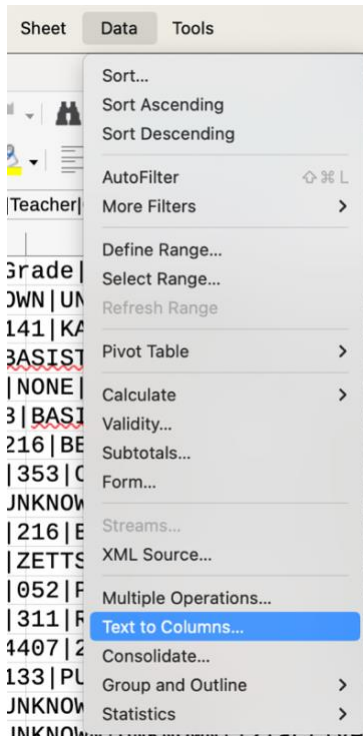 Sheet Data Tools
Sort...
Sort Ascending
Sort Descending
AutoFilter ⇧⌘L
|Teacher|
More Filters >
Define Range...
Grade|
Select Range...
OWN|UN
Refresh Range
141|KA
BASIST
Pivot Table >
|NONE|
Calculate >
3|BASI
Validity...
216|BE
Subtotals...
|353|C
Form...
UNKNOW
Streams...
|216|B
XML Source...
|ZETTS
|052|F
Multiple Operations...
|311|R
Text to Columns...
4407|2
Consolidate...
133|PU
Group and Outline >
UNKNOW
Statistics >